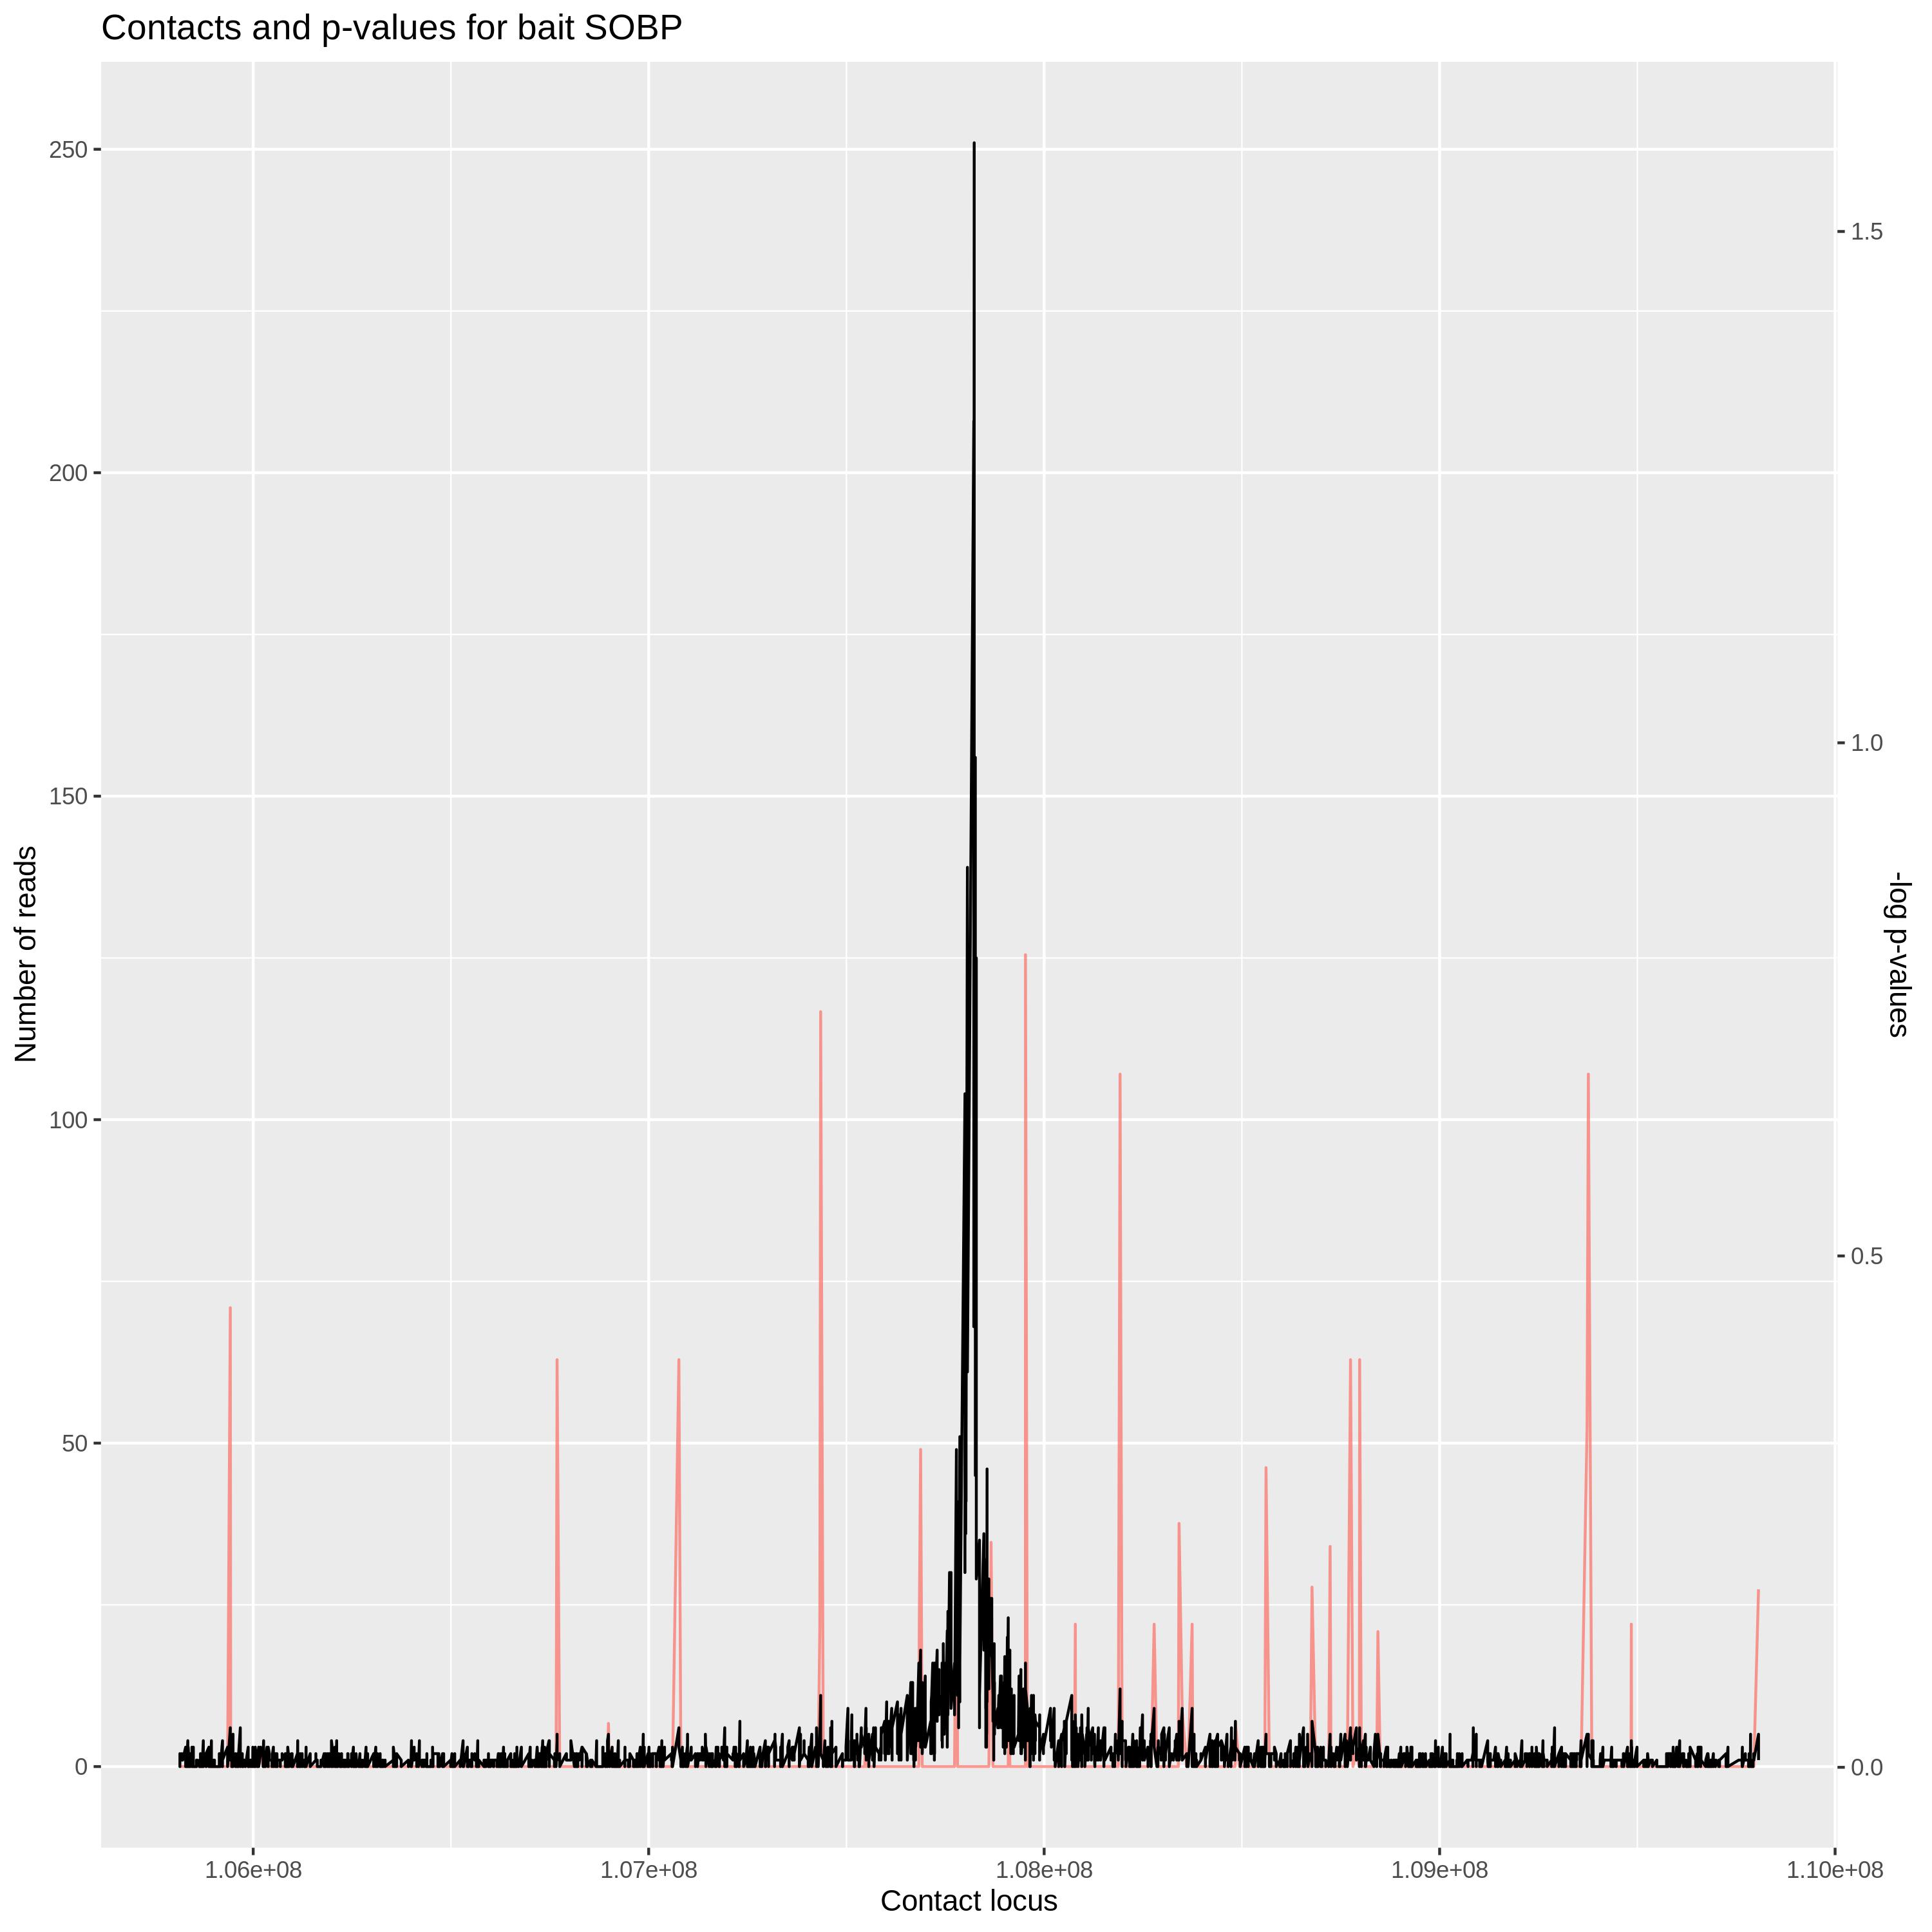 Contacts and p-values for bait SOBP
Number of reads
250
200
150
100
50
0
1.5
1.0
0.5
0.0
-log p-values
1.06e+08
1.07e+08
1.08e+08
1.09e+08
1.10e+08
Contact locus